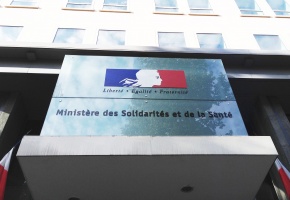 Liberté • Égalité • Fraternité
Ministère des Solidarités et de la Santé